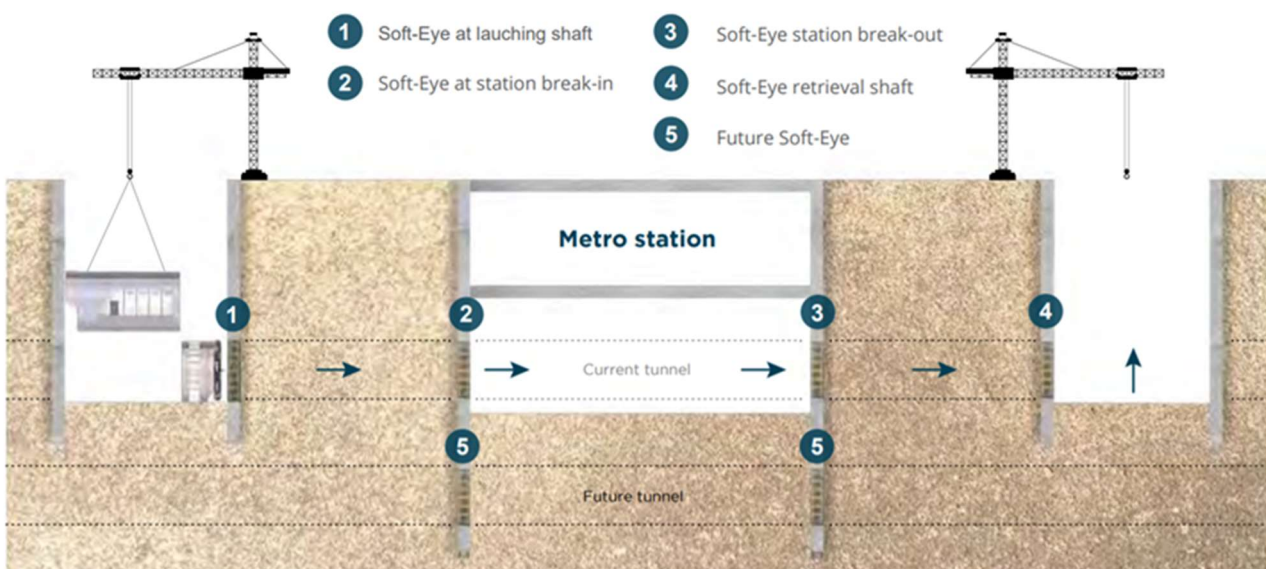 1 Soft-Eye at lauching shaft
2 Soft-Eye at station break-in
3 Soft-Eye station break-out
4 Soft-Eye retrieval shaft
5 Future Soft-Eye
Metro station
1
2
3
4
Current tunnel
5
5
Future tunnel